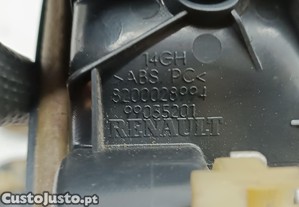 14GH
>ABS PC<
8200028994
99035201
RENAULT
CustoJusto.pt